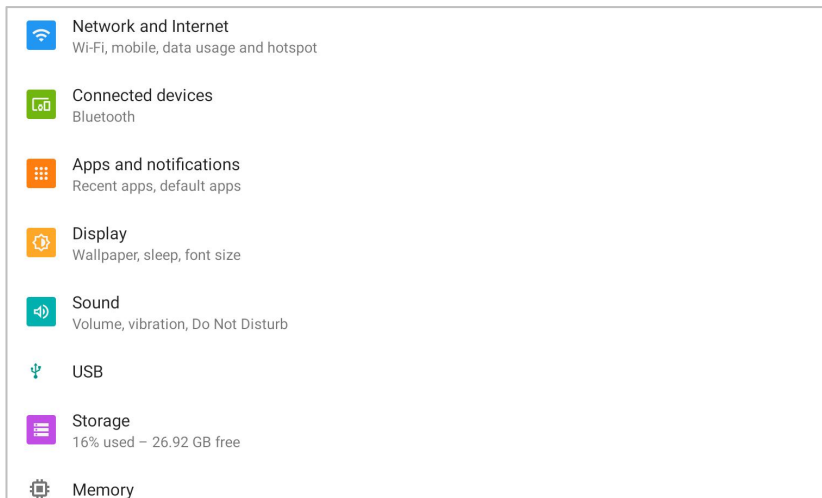 Network and Internet
Wi-Fi, mobile, data usage and hotspot
Connected devices
Bluetooth
Apps and notifications
Recent apps, default apps
Display
Wallpaper, sleep, font size
Sound
Volume, vibration, Do Not Disturb
USB
Storage
16% used – 26.92 GB free
Memory